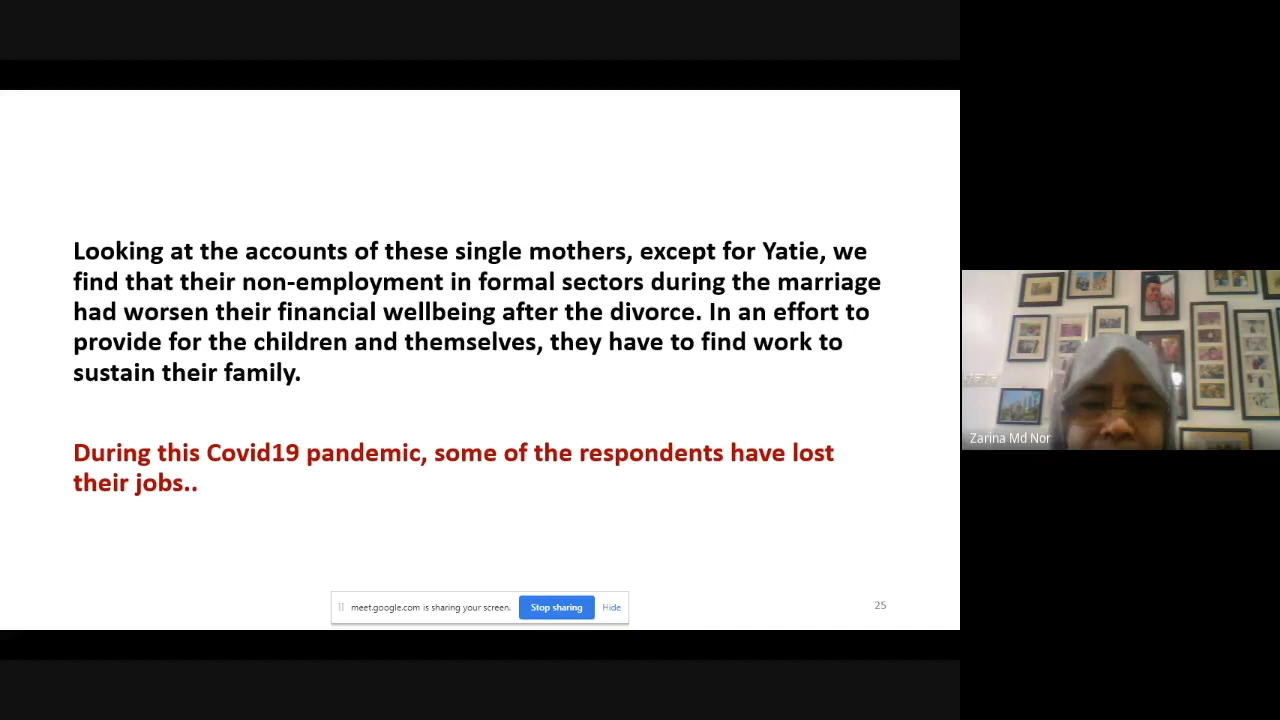 Looking at the accounts of these single mothers, except for Yatie, we
find that their non-employment in formal sectors during the marriage
had worsen their financial wellbeing after the divorce. In an effort to
provide for the children and themselves, they have to find work to
sustain their family.
During this Covid19 pandemic, some of the respondents have lost
their jobs..
meet.google.com is sharing your screen. Stop sharing Hide
25
Zarina Md Nor